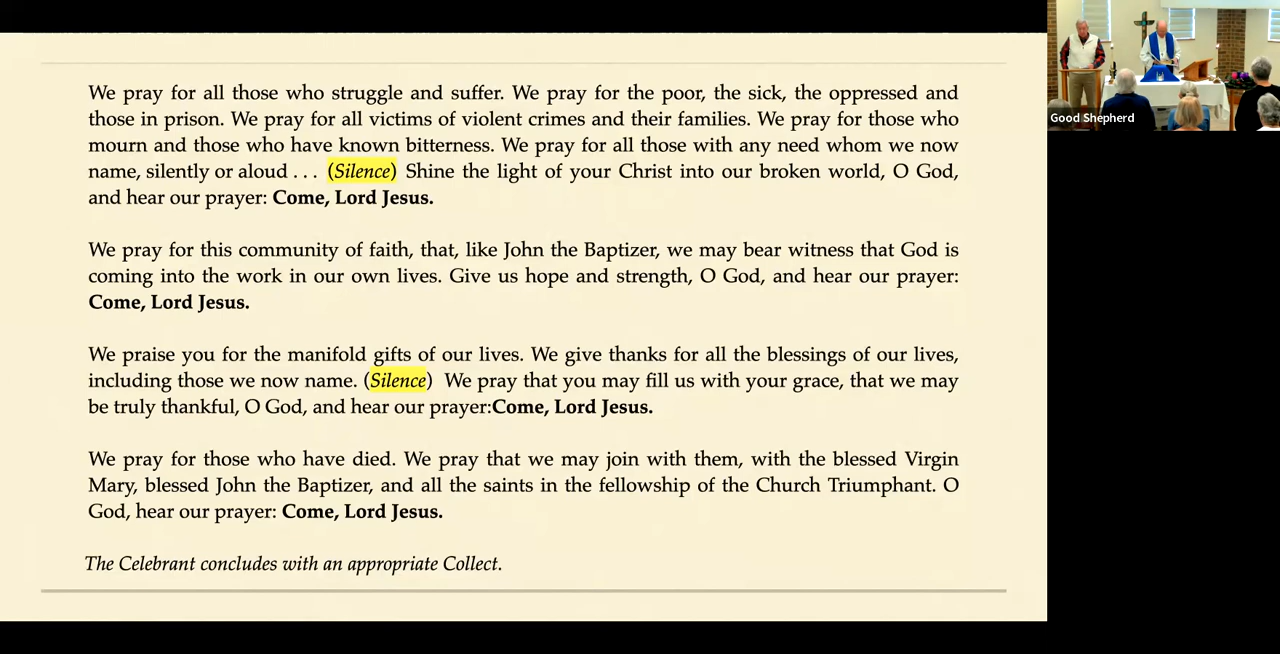 We pray for all those who struggle and suffer. We pray for the poor, the sick, the oppressed and
those in prison. We pray for all victims of violent crimes and their families. We pray for those who
mourn and those who have known bitterness. We pray for all those with any need whom we now
name, silently or aloud . . . (Silence) Shine the light of your Christ into our broken world, O God,
and hear our prayer: Come, Lord Jesus.
We pray for this community of faith, that, like John the Baptizer, we may bear witness that God is
coming into the work in our own lives. Give us hope and strength, O God, and hear our prayer:
Come, Lord Jesus.
We praise you for the manifold gifts of our lives. We give thanks for all the blessings of our lives,
including those we now name. (Silence) We pray that you may fill us with your grace, that we may
be truly thankful, O God, and hear our prayer:Come, Lord Jesus.
We pray for those who have died. We pray that we may join with them, with the blessed Virgin
Mary, blessed John the Baptizer, and all the saints in the fellowship of the Church Triumphant. O
God, hear our prayer: Come, Lord Jesus.
The Celebrant concludes with an appropriate Collect.
Good Shepherd